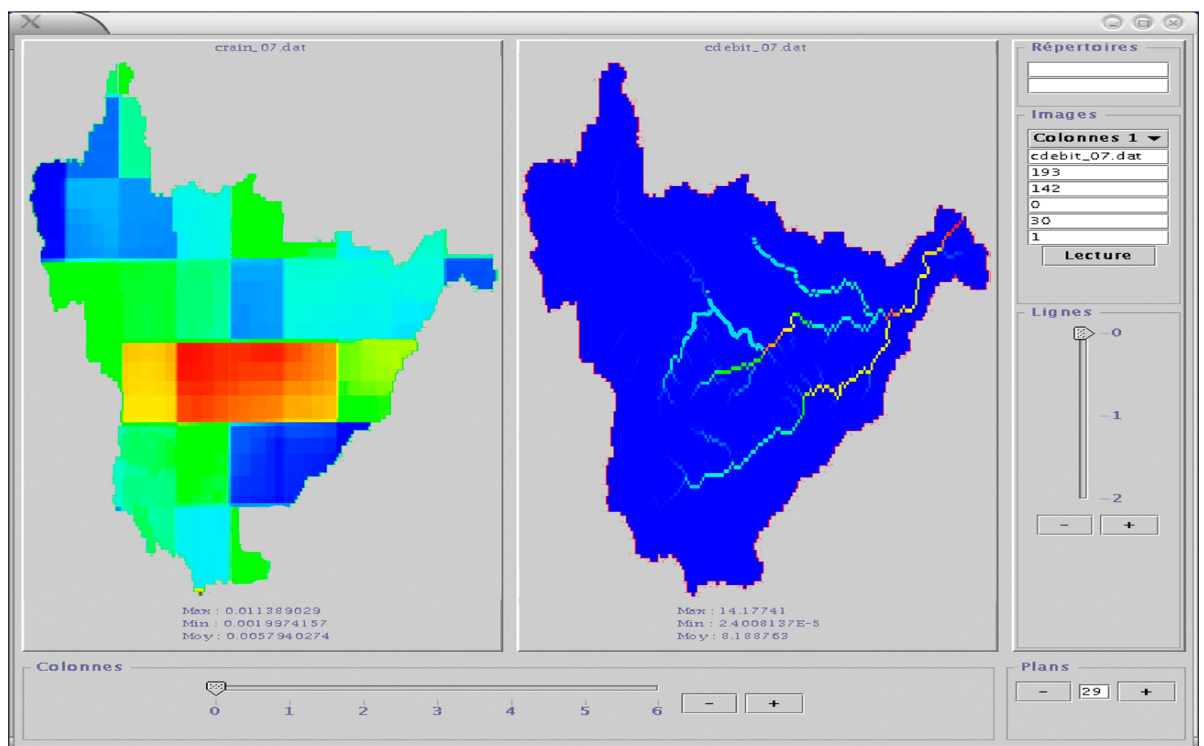 crain_07.dat
Max : 0.011389029
Min : 0.0019974157
Moy : 0.0057940274
cdebit_07.dat
Max : 14.17741
Min : 2.4008137E-5
Moy : 8.188763
Répertoires
Images
Colonnes 1
cdebit_07.dat
193
142
0
30
1
Lecture
Lignes
0
1
2
- +
Colonnes
0 1 2 3 4 5 6
- +
Plans
- 29 +